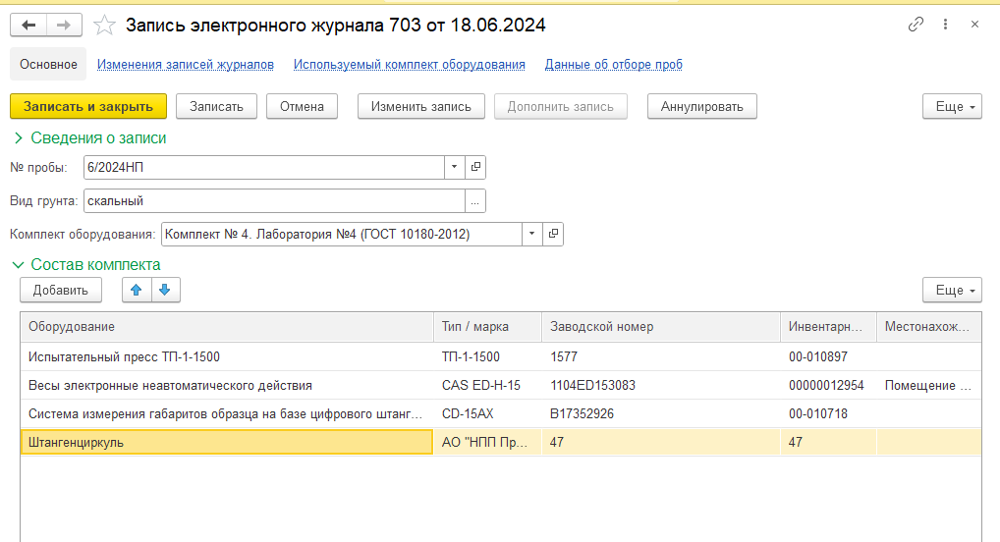 Запись электронного журнала 703 от 18.06.2024
Основное Изменения записей журналов Используемый комплект оборудования Данные об отборе проб
Записать и закрыть Записать Отмена Изменить запись Дополнить запись Аннулировать Еще
Сведения о записи
№ пробы: 6/2024НП
Вид грунта: скальный ...
Комплект оборудования: Комплект № 4. Лаборатория №4 (ГОСТ 10180-2012)
Состав комплекта
Добавить Еще
Оборудование Тип / марка Заводской номер Инвентарн... Местонахож...
Испытательный пресс ТП-1-1500 ТП-1-1500 1577 00-010897
Весы электронные неавтоматического действия CAS ED-H-15 1104ED153083 00000012954 Помещение ...
Система измерения габаритов образца на базе цифрового штанг... CD-15AX B17352926 00-010718
Штангенциркуль АО "НПП Пр... 47 47